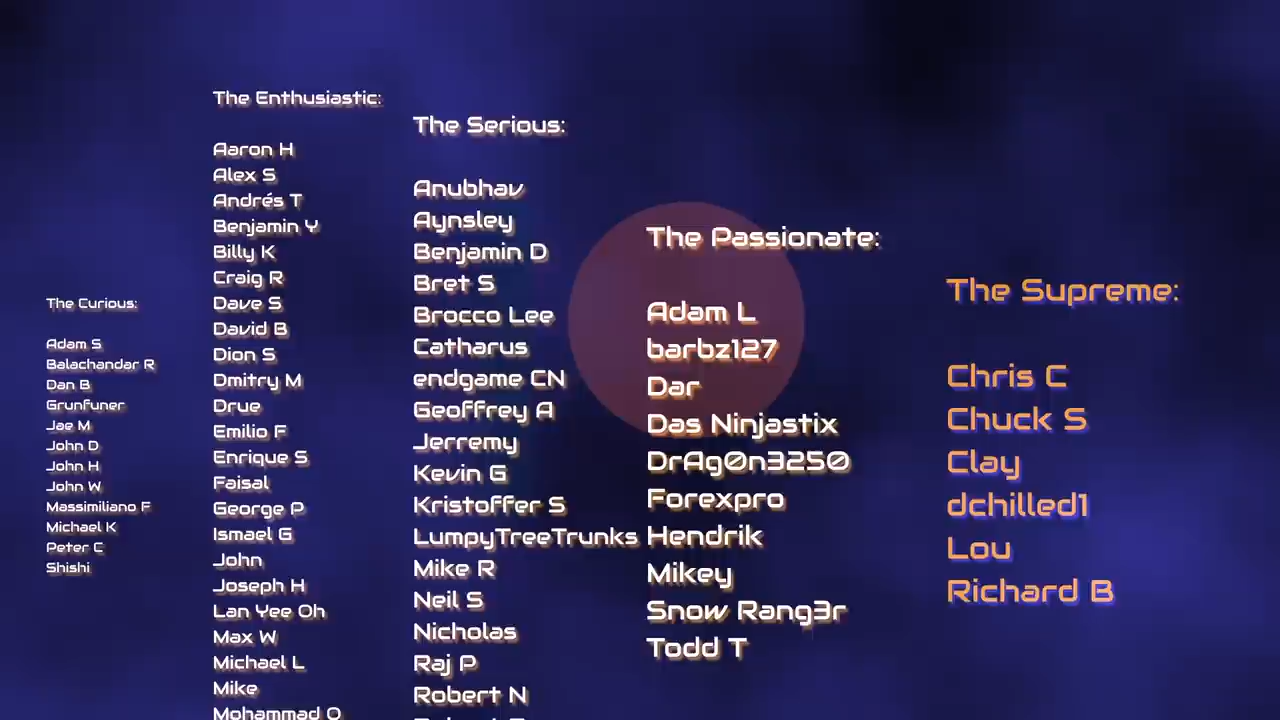 The Curious:
Adam S
Balachandar R
Dan B
Grunfuner
Jae M
John D
John H
John W
Massimiliano F
Michael K
Peter C
Shishi
The Enthusiastic:
Aaron H
Alex S
Andrés T
Benjamin Y
Billy K
Craig R
Dave S
David B
Dion S
Dmitry M
Drue
Emilio F
Enrique S
Faisal
George P
Ismael G
John
Joseph H
Lan Yee Oh
Max W
Michael L
Mike
Mohammad O
The Serious:
Anubhav
Aynsley
Benjamin D
Bret S
Brocco Lee
Catharus
endgame CN
Geoffrey A
Jerremy
Kevin G
Kristoffer S
LumpyTreeTrunks
Mike R
Neil S
Nicholas
Raj P
Robert N
The Passionate:
Adam L
barbz127
Dar
Das Ninjastix
DrAg0n3250
Forexpro
Hendrik
Mikey
Snow Rang3r
Todd T
The Supreme:
Chris C
Chuck S
Clay
dchilled1
Lou
Richard B